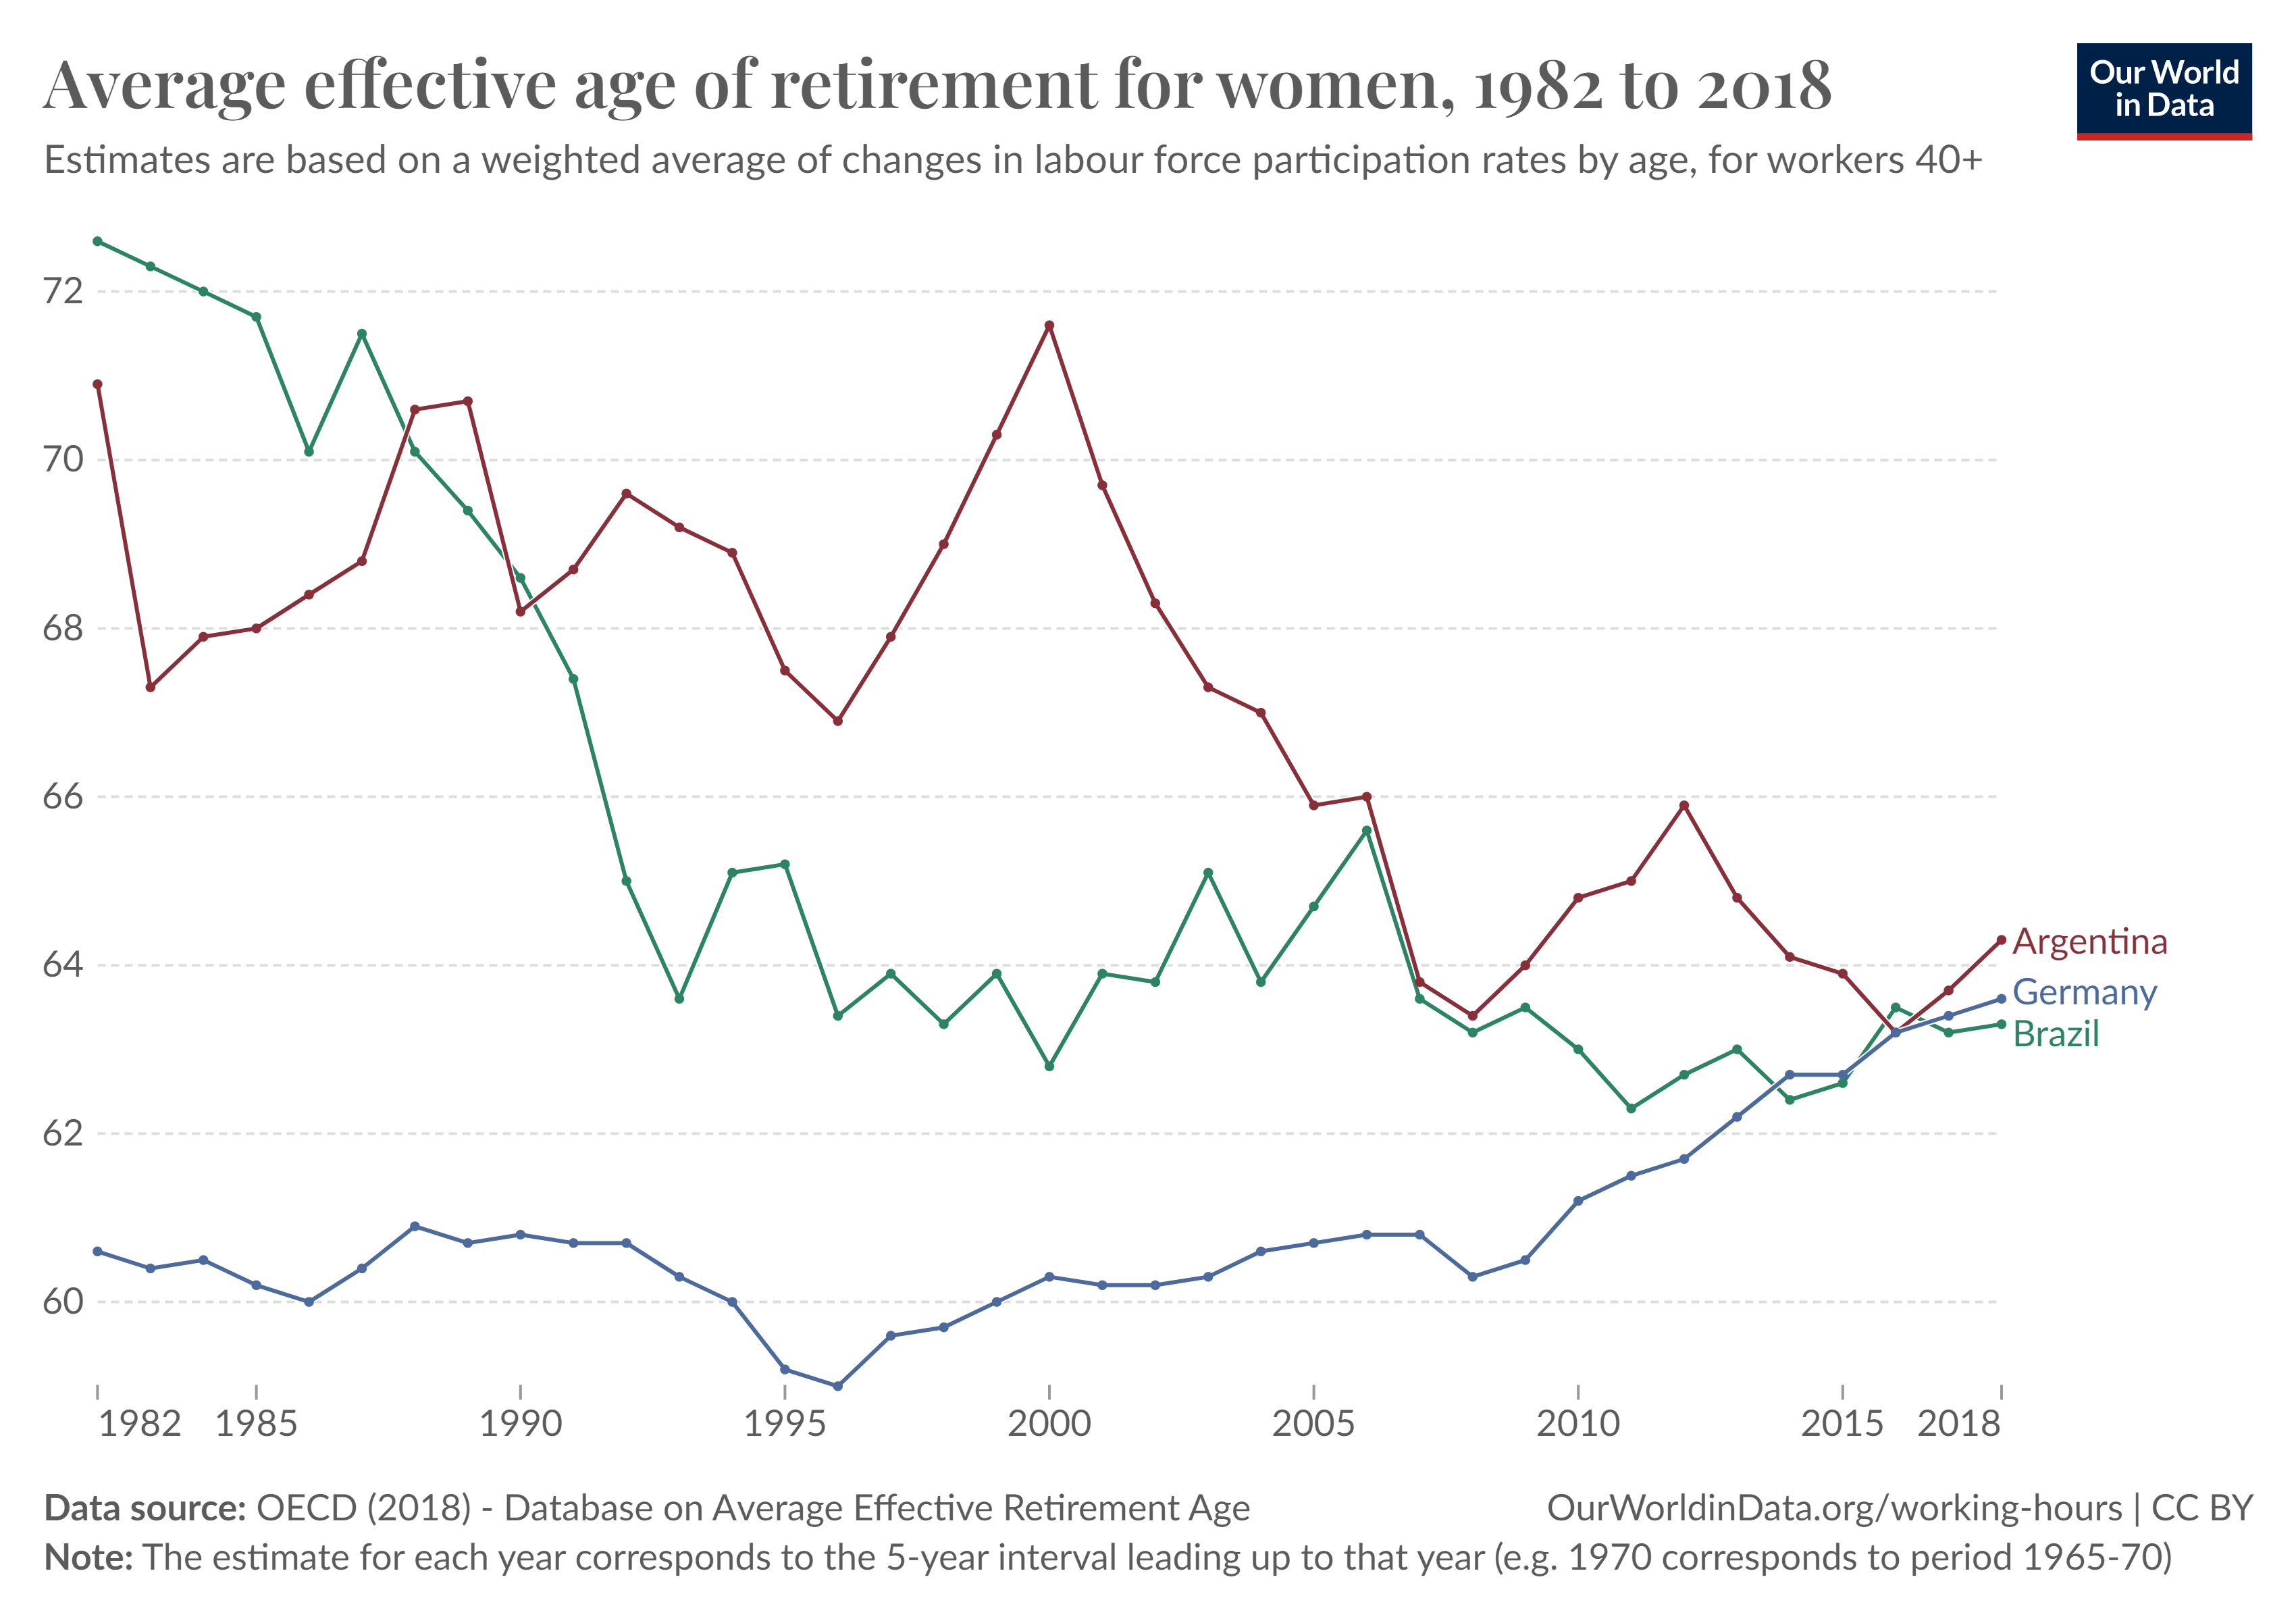 Average effective age of retirement for women, 1982 to 2018
Our World
in Data
Estimates are based on a weighted average of changes in labour force participation rates by age, for workers 40+
72
70
68
66
64
62
60
Argentina
Germany
Brazil
1982 1985 1990 1995 2000 2005 2010 2015 2018
Data source: OECD (2018) - Database on Average Effective Retirement Age
OurWorldinData.org/working-hours | CC BY
Note: The estimate for each year corresponds to the 5-year interval leading up to that year (e.g. 1970 corresponds to period 1965-70)